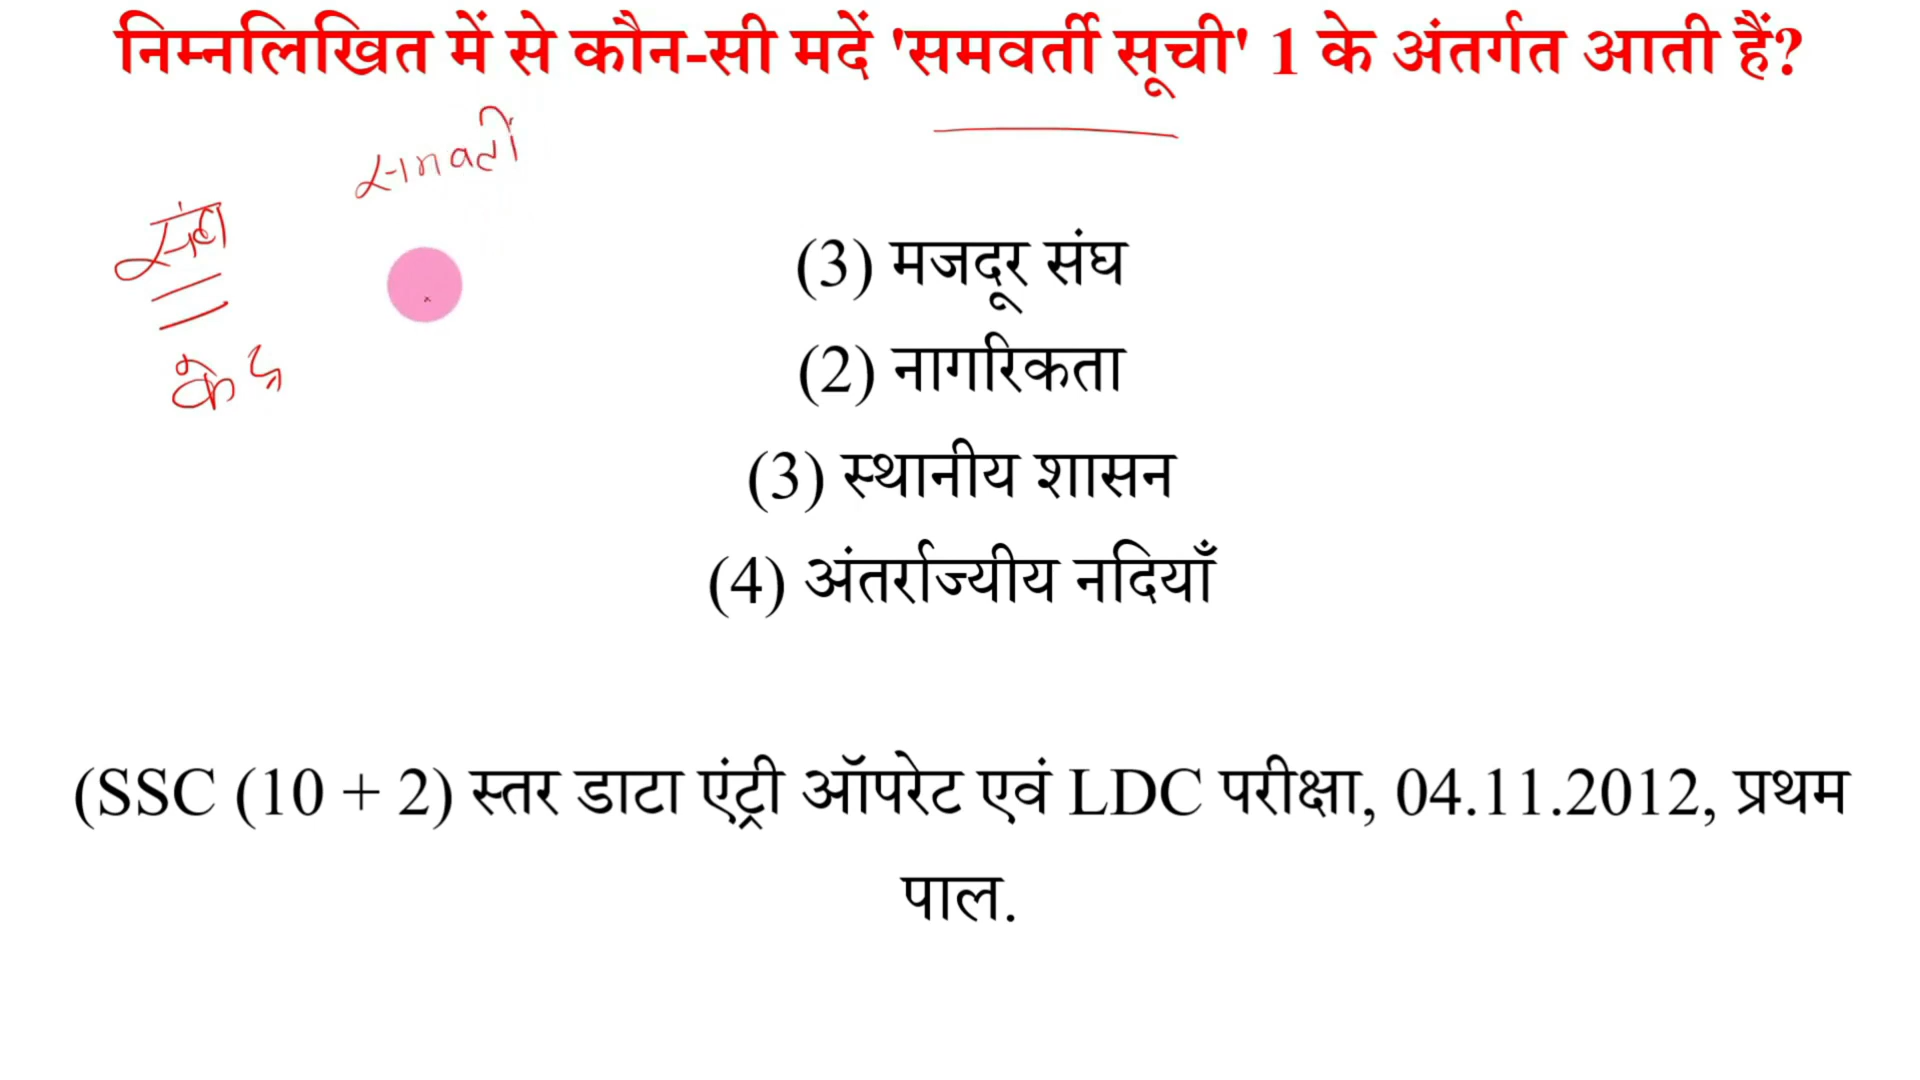 निम्नलिखित में से कौन-सी मदें 'समवर्ती सूची' 1 के अंतर्गत आती हैं?
समवर्ती
संघ
(3) मजदूर संघ
(2) नागरिकता
(3) स्थानीय शासन
(4) अंतर्राज्यीय नदियाँ
(SSC (10 + 2) स्तर डाटा एंट्री ऑपरेट एवं LDC परीक्षा, 04.11.2012, प्रथम
पाल.